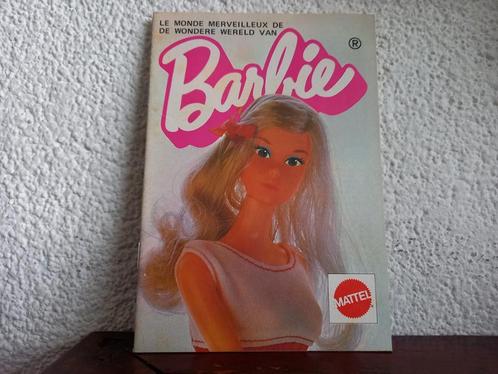 LE MONDE MERVEILLEUX DE
DE WONDERE WERELD VAN
Barbie ®
MATTEL